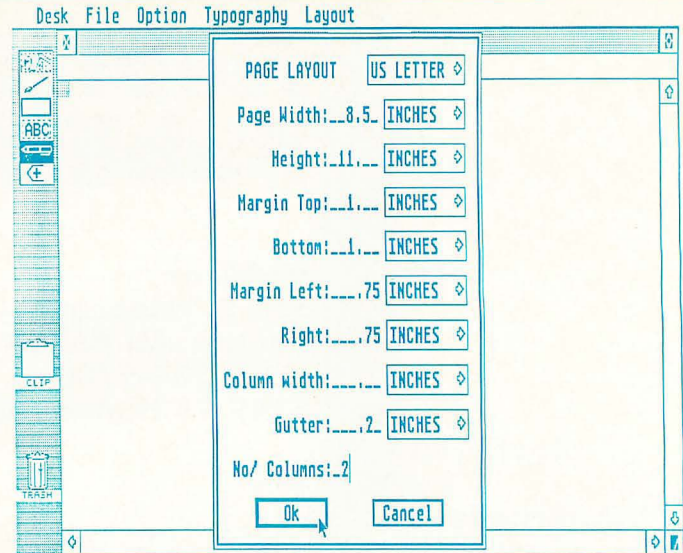 Desk File Option Typography Layout
PAGE LAYOUT US LETTER
Page Width:__8.5_ INCHES
Height:_11.__ INCHES
Margin Top:__1.__ INCHES
Bottom:__1.__ INCHES
Margin Left:___.75 INCHES
Right:___.75 INCHES
Column width:___.__ INCHES
Gutter:___.2_ INCHES
No/ Columns:_2
Ok Cancel
ABC
CLIP
TRASH